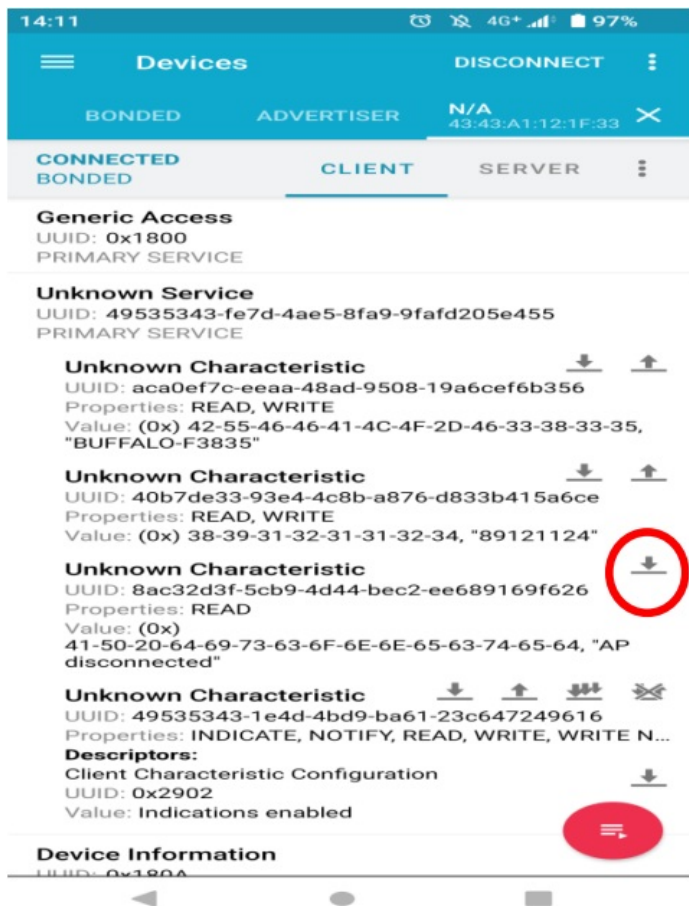 14:11 4G+ 97%
Devices DISCONNECT
BONDED ADVERTISER N/A
43:43:A1:12:1F:33
CONNECTED
BONDED CLIENT SERVER
Generic Access
UUID: 0x1800
PRIMARY SERVICE
Unknown Service
UUID: 49535343-fe7d-4ae5-8fa9-9fafd205e455
PRIMARY SERVICE
Unknown Characteristic
UUID: aca0ef7c-eeaa-48ad-9508-19a6cef6b356
Properties: READ, WRITE
Value: (0x) 42-55-46-46-41-4C-4F-2D-46-33-38-33-35,
"BUFFALO-F3835"
Unknown Characteristic
UUID: 40b7de33-93e4-4c8b-a876-d833b415a6ce
Properties: READ, WRITE
Value: (0x) 38-39-31-32-31-31-32-34, "89121124"
Unknown Characteristic
UUID: 8ac32d3f-5cb9-4d44-bec2-ee689169f626
Properties: READ
Value: (0x)
41-50-20-64-69-73-63-6F-6E-6E-65-63-74-65-64, "AP
disconnected"
Unknown Characteristic
UUID: 49535343-1e4d-4bd9-ba61-23c647249616
Properties: INDICATE, NOTIFY, READ, WRITE, WRITE N...
Descriptors:
Client Characteristic Configuration
UUID: 0x2902
Value: Indications enabled
Device Information
UUID: 0x180A